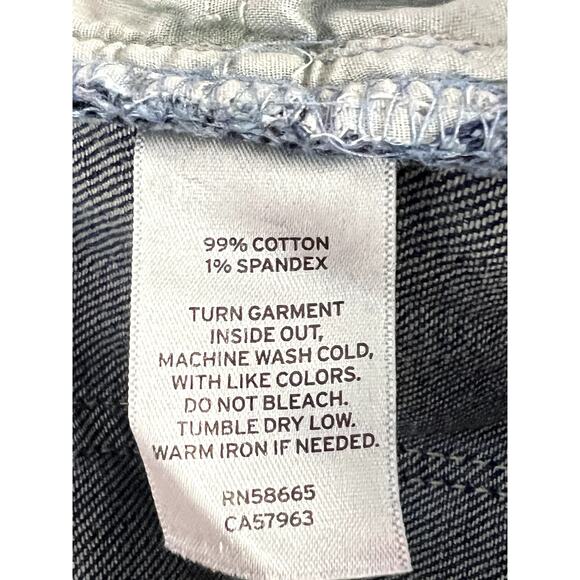 99% COTTON
1% SPANDEX
TURN GARMENT
INSIDE OUT,
MACHINE WASH COLD,
WITH LIKE COLORS.
DO NOT BLEACH.
TUMBLE DRY LOW.
WARM IRON IF NEEDED.
RN58665
CA57963